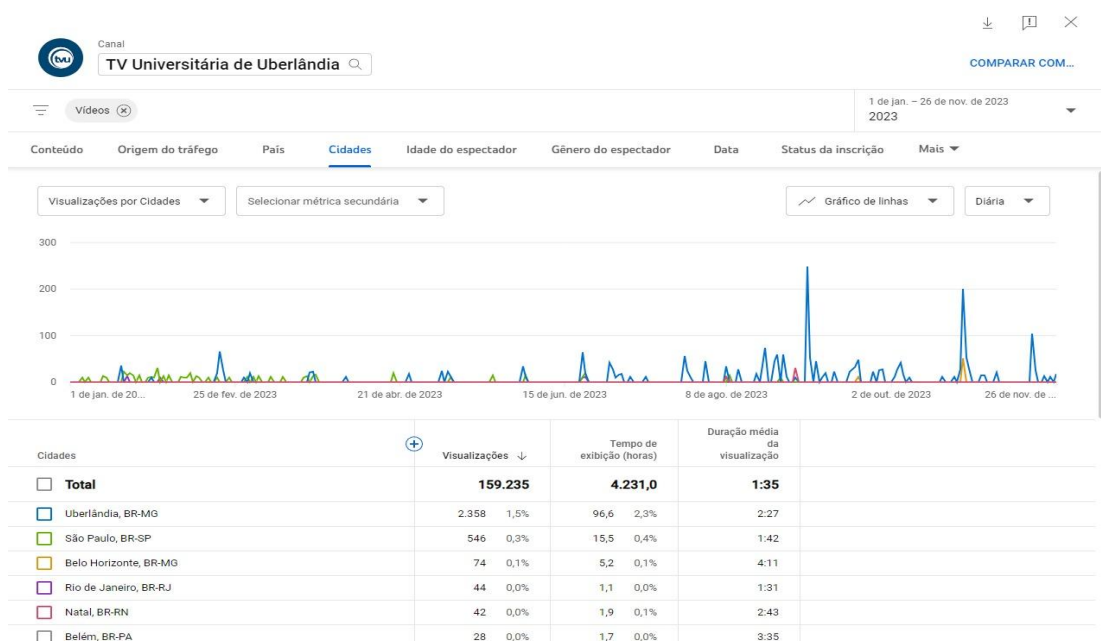 Canal
tvu
TV Universitária de Uberlândia
COMPARAR COM...
Vídeos
1 de jan. – 26 de nov. de 2023
2023
Conteúdo Origem do tráfego País Cidades Idade do espectador Gênero do espectador Data Status da inscrição Mais
Visualizações por Cidades Selecionar métrica secundária Gráfico de linhas Diária
300
200
100
0
1 de jan. de 20... 25 de fev. de 2023 21 de abr. de 2023 15 de jun. de 2023 8 de ago. de 2023 2 de out. de 2023 26 de nov. de ...
Cidades Visualizações Tempo de exibição (horas) Duração média da visualização
Total 159.235 4.231,0 1:35
Uberlândia, BR-MG 2.358 1,5% 96,6 2,3% 2:27
São Paulo, BR-SP 546 0,3% 15,5 0,4% 1:42
Belo Horizonte, BR-MG 74 0,1% 5,2 0,1% 4:11
Rio de Janeiro, BR-RJ 44 0,0% 1,1 0,0% 1:31
Natal, BR-RN 42 0,0% 1,9 0,1% 2:43
Belém, BR-PA 28 0,0% 1,7 0,0% 3:35